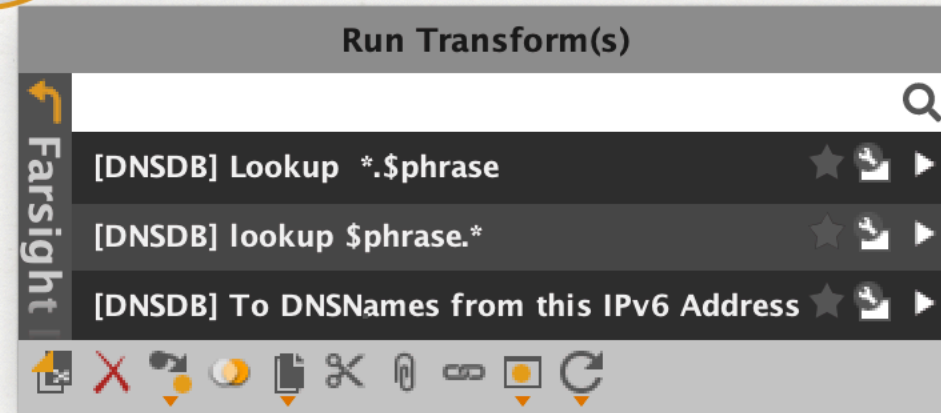 Run Transform(s)
Farsight
[DNSDB] Lookup  *.$phrase
[DNSDB] lookup $phrase.*
[DNSDB] To DNSNames from this IPv6 Address